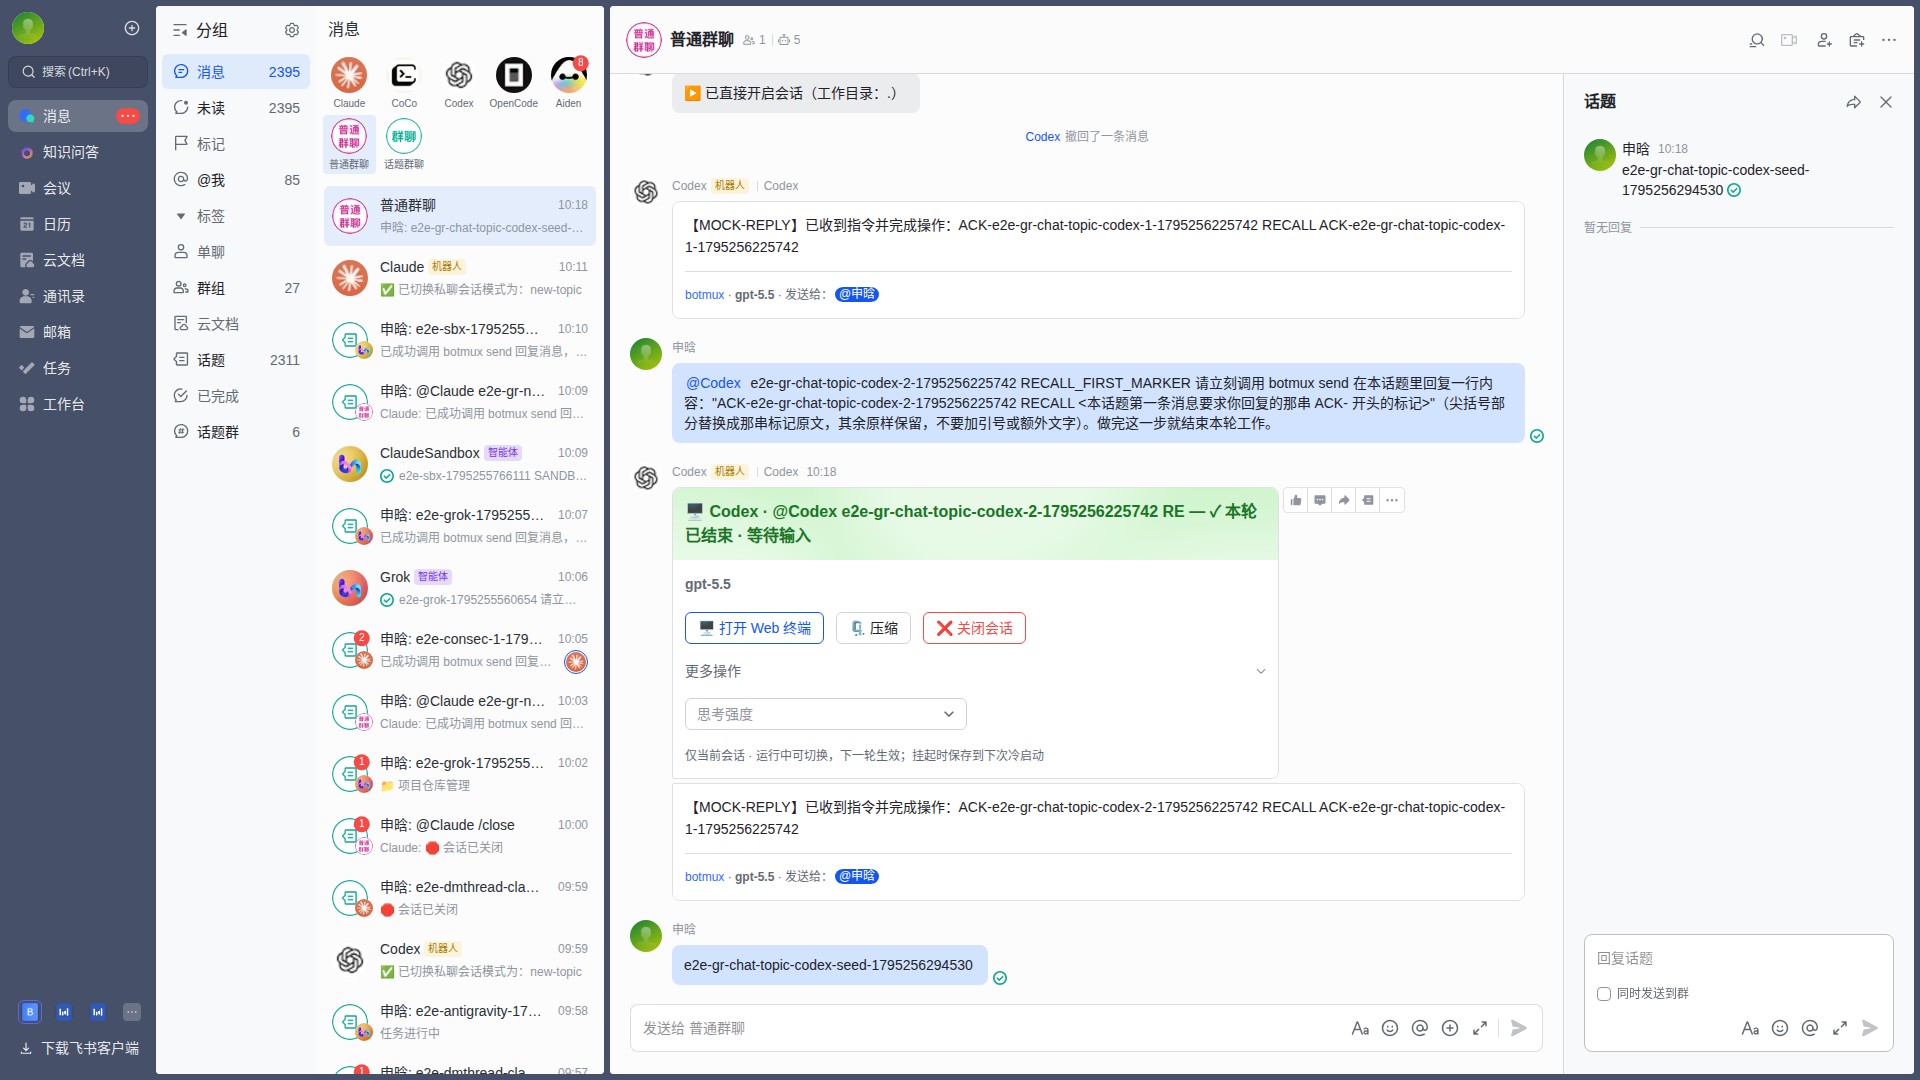 搜索 (Ctrl+K)
消息
知识问答
会议
日历
云文档
通讯录
邮箱
任务
工作台
下载飞书客户端
分组
消息 2395
未读 2395
标记
@我 85
标签
单聊
群组 27
云文档
话题 2311
已完成
话题群 6
消息
8
Claude CoCo Codex OpenCode Aiden
普通群聊 话题群聊
普通群聊 10:18
申晗: e2e-gr-chat-topic-codex-seed-…
Claude 机器人 10:11
✅ 已切换私聊会话模式为：new-topic
申晗: e2e-sbx-1795255… 10:10
已成功调用 botmux send 回复消息，…
申晗: @Claude e2e-gr-n… 10:09
Claude: 已成功调用 botmux send 回…
ClaudeSandbox 智能体 10:09
e2e-sbx-1795255766111 SANDB…
申晗: e2e-grok-1795255… 10:07
已成功调用 botmux send 回复消息，…
Grok 智能体 10:06
e2e-grok-1795255560654 请立…
2 申晗: e2e-consec-1-179… 10:05
已成功调用 botmux send 回复…
申晗: @Claude e2e-gr-n… 10:03
Claude: 已成功调用 botmux send 回…
1 申晗: e2e-grok-1795255… 10:02
📁 项目仓库管理
1 申晗: @Claude /close 10:00
Claude: 🛑 会话已关闭
申晗: e2e-dmthread-cla… 09:59
🛑 会话已关闭
Codex 机器人 09:59
✅ 已切换私聊会话模式为：new-topic
申晗: e2e-antigravity-17… 09:58
任务进行中
1 申晗: e2e-dmthread-cla… 09:57
普通群聊
普通群聊 1 5
▶️ 已直接开启会话（工作目录：.）
Codex 撤回了一条消息
Codex 机器人 Codex
【MOCK-REPLY】已收到指令并完成操作：ACK-e2e-gr-chat-topic-codex-1-1795256225742 RECALL ACK-e2e-gr-chat-topic-codex-
1-1795256225742
botmux · gpt-5.5 · 发送给： @申晗
申晗
@Codex e2e-gr-chat-topic-codex-2-1795256225742 RECALL_FIRST_MARKER 请立刻调用 botmux send 在本话题里回复一行内
容："ACK-e2e-gr-chat-topic-codex-2-1795256225742 RECALL <本话题第一条消息要求你回复的那串 ACK- 开头的标记>"（尖括号部
分替换成那串标记原文，其余原样保留，不要加引号或额外文字）。做完这一步就结束本轮工作。
Codex 机器人 Codex 10:18
🖥️ Codex · @Codex e2e-gr-chat-topic-codex-2-1795256225742 RE — ✓ 本轮
已结束 · 等待输入
gpt-5.5
🖥️ 打开 Web 终端 🗜️ 压缩 ❌ 关闭会话
更多操作
思考强度
仅当前会话 · 运行中可切换，下一轮生效；挂起时保存到下次冷启动
【MOCK-REPLY】已收到指令并完成操作：ACK-e2e-gr-chat-topic-codex-2-1795256225742 RECALL ACK-e2e-gr-chat-topic-codex-
1-1795256225742
botmux · gpt-5.5 · 发送给： @申晗
申晗
e2e-gr-chat-topic-codex-seed-1795256294530
发送给 普通群聊
话题
申晗 10:18
e2e-gr-chat-topic-codex-seed-
1795256294530
暂无回复
回复话题
同时发送到群